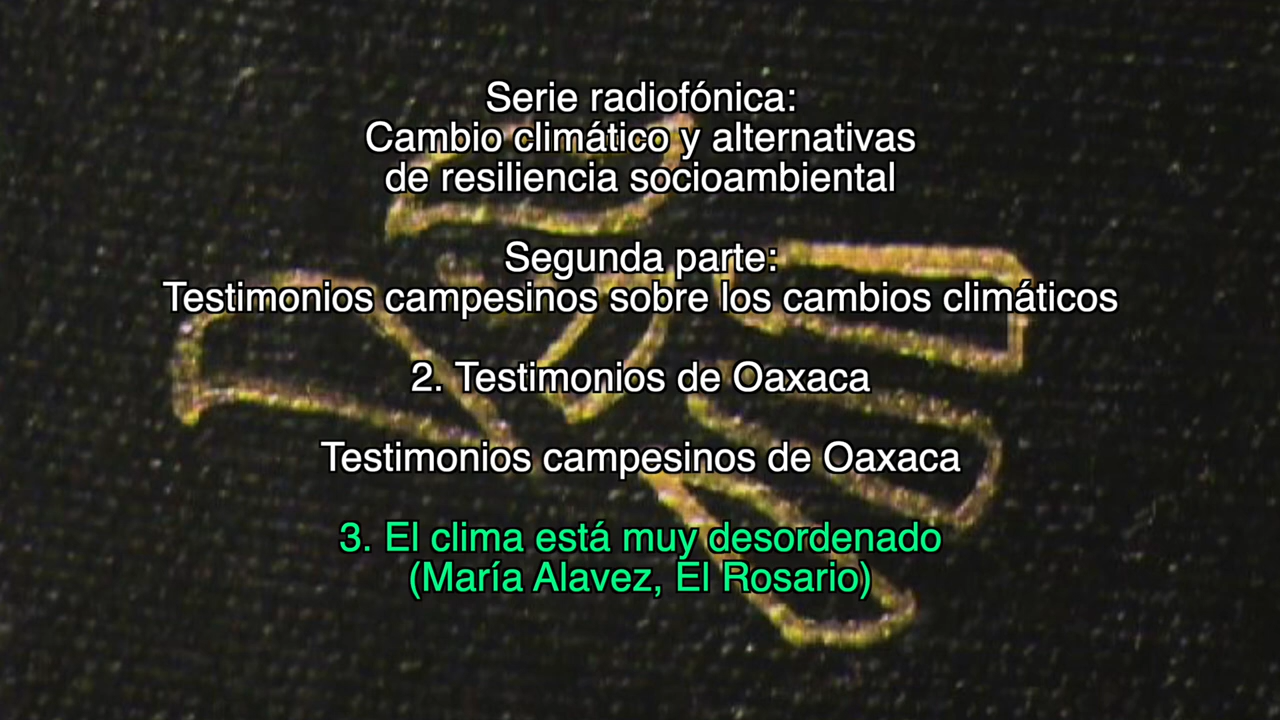 Serie radiofónica:
Cambio climático y alternativas
de resiliencia socioambiental
Segunda parte:
Testimonios campesinos sobre los cambios climáticos
2. Testimonios de Oaxaca
Testimonios campesinos de Oaxaca
3. El clima está muy desordenado
(María Alavez, El Rosario)